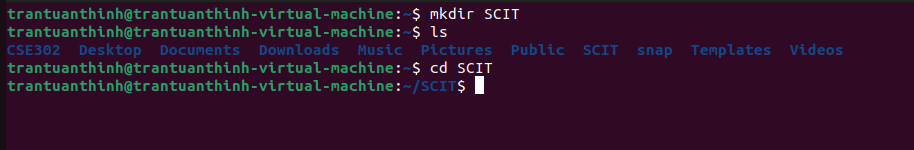 trantuanthinh@trantuanthinh-virtual-machine:~$ mkdir SCIT
trantuanthinh@trantuanthinh-virtual-machine:~$ ls
CSE302  Desktop  Documents  Downloads  Music  Pictures  Public  SCIT  snap  Templates  Videos
trantuanthinh@trantuanthinh-virtual-machine:~$ cd SCIT
trantuanthinh@trantuanthinh-virtual-machine:~/SCIT$